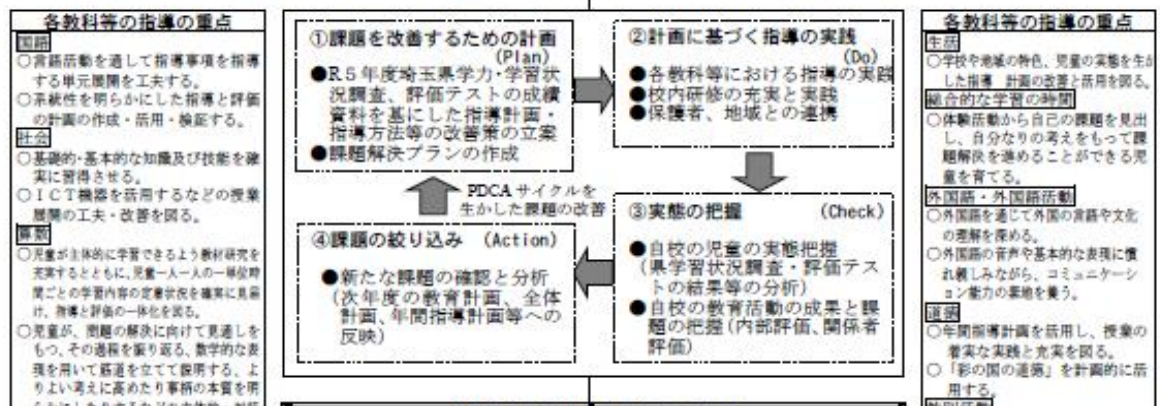 各教科等の指導の重点
国語
○言語活動を通して指導事項を指導
する単元展開を工夫する。
○系統性を明らかにした指導と評価
の計画の作成・活用・検証する。
社会
○基礎的・基本的な知識及び技能を確
実に習得させる。
○ICT機器を活用するなどの授業
展開の工夫・改善を図る。
算数
○児童が主体的に学習できるよう教材研究を
充実するとともに、児童一人一人の一単位時
間ごとの学習内容の定着状況を確実に見届
け、指導と評価の一体化を図る。
○児童が、問題の解決に向けて見通しを
もつ、その過程を振り返る、数学的な表
現を用いて筋道を立てて説明する、よ
りよい考えに高めたり事柄の本質を明
①課題を改善するための計画
(Plan)
●R5年度埼玉県学力・学習状
況調査、評価テストの成績
資料を基にした指導計画・
指導方法等の改善策の立案
●課題解決プランの作成
②計画に基づく指導の実践
(Do)
●各教科等における指導の実践
●校内研修の充実と実践
●保護者、地域との連携
PDCAサイクルを
生かした課題の改善
③実態の把握 (Check)
●自校の児童の実態把握
(県学習状況調査・評価テス
トの結果等の分析)
●自校の教育活動の成果と課
題の把握(内部評価、関係者
評価)
④課題の絞り込み (Action)
●新たな課題の確認と分析
(次年度の教育計画、全体
計画、年間指導計画等への
反映)
各教科等の指導の重点
生活
○学校や地域の特色、児童の実態を生か
した指導 計画の改善と活用を図る。
総合的な学習の時間
○体験活動から自己の課題を見出
し、自分なりの考えをもって課
題解決を進めることができる児
童を育てる。
外国語・外国語活動
○外国語を通じて外国の言語や文化
の理解を深める。
○外国語の音声や基本的な表現に慣
れ親しみながら、コミュニケーシ
ョン能力の素地を養う。
道徳
○年間指導計画を活用し、授業の
着実な実践と充実を図る。
○「彩の国の道徳」を計画的に活
用する。